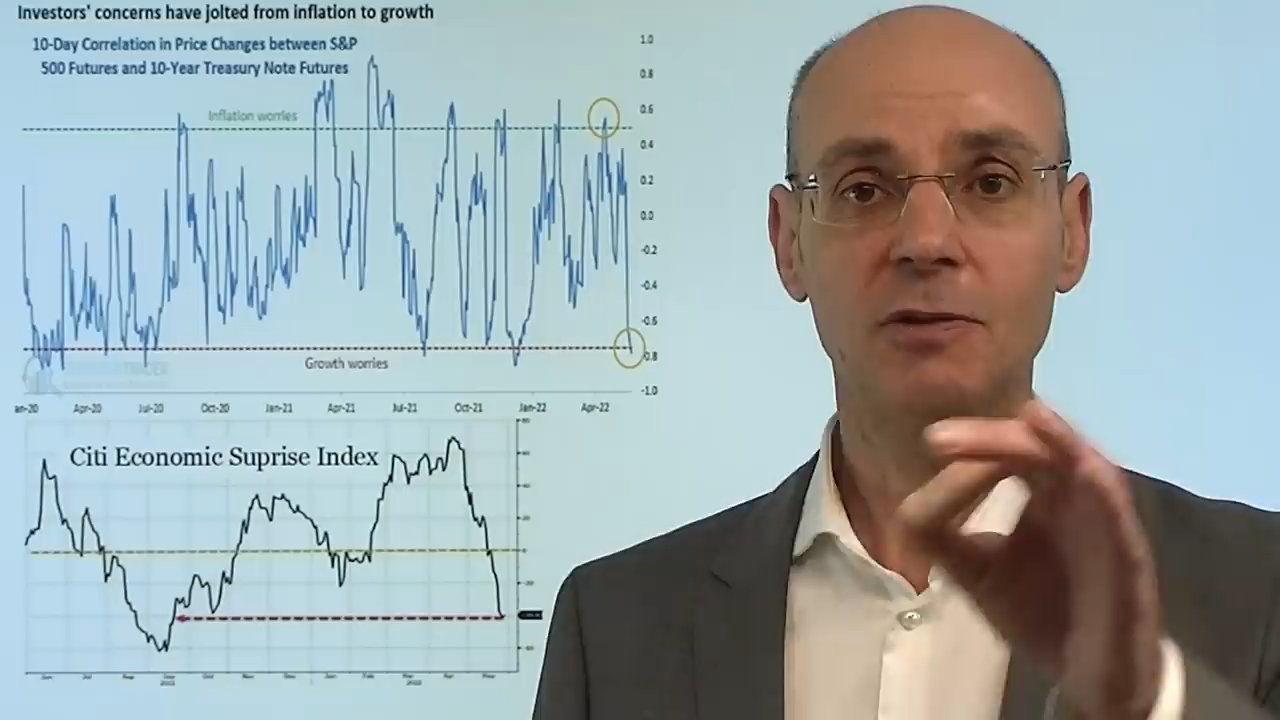 Investors' concerns have jolted from inflation to growth
10-Day Correlation in Price Changes between S&P
500 Futures and 10-Year Treasury Note Futures
1.0
0.8
Inflation worries
0.6
0.4
0.2
0.0
-0.2
-0.4
-0.6
Growth worries
0.8
TRADER
-1.0
an-20 Apr-20 Jul-20 Oct-20 Jan-21 Apr-21 Jul-21 Oct-21 Jan-22 Apr-22
Citi Economic Suprise Index